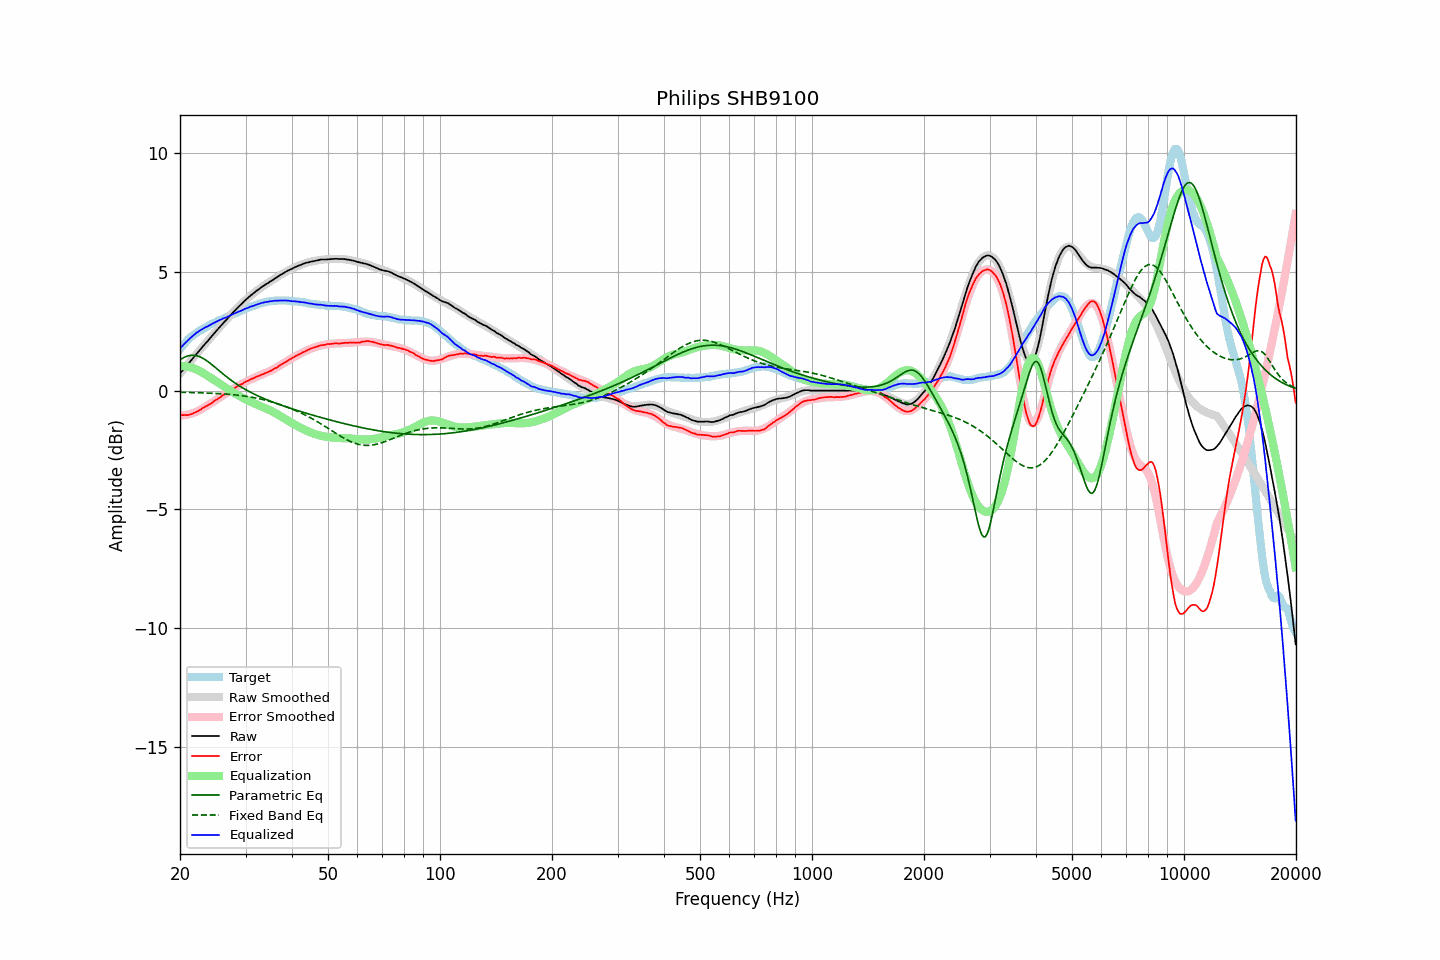 Philips SHB9100
Amplitude (dBr)
10
5
0
−5
−10
−15
Target
Raw Smoothed
Error Smoothed
Raw
Error
Equalization
Parametric Eq
Fixed Band Eq
Equalized
20 50 100 200 500 1000 2000 5000 10000 20000
Frequency (Hz)